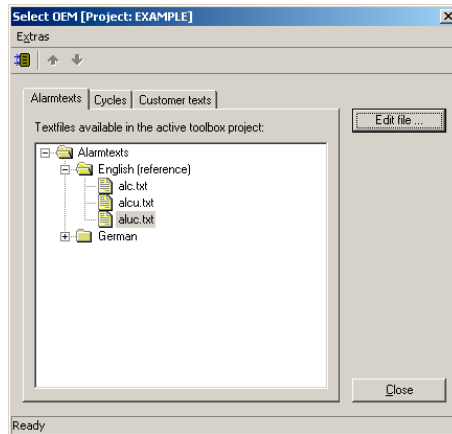 Select OEM [Project: EXAMPLE]
Extras
Alarmtexts Cycles Customer texts
Edit file ...
Textfiles available in the active toolbox project:
Alarmtexts
English (reference)
alc.txt
alcu.txt
aluc.txt
German
Close
Ready